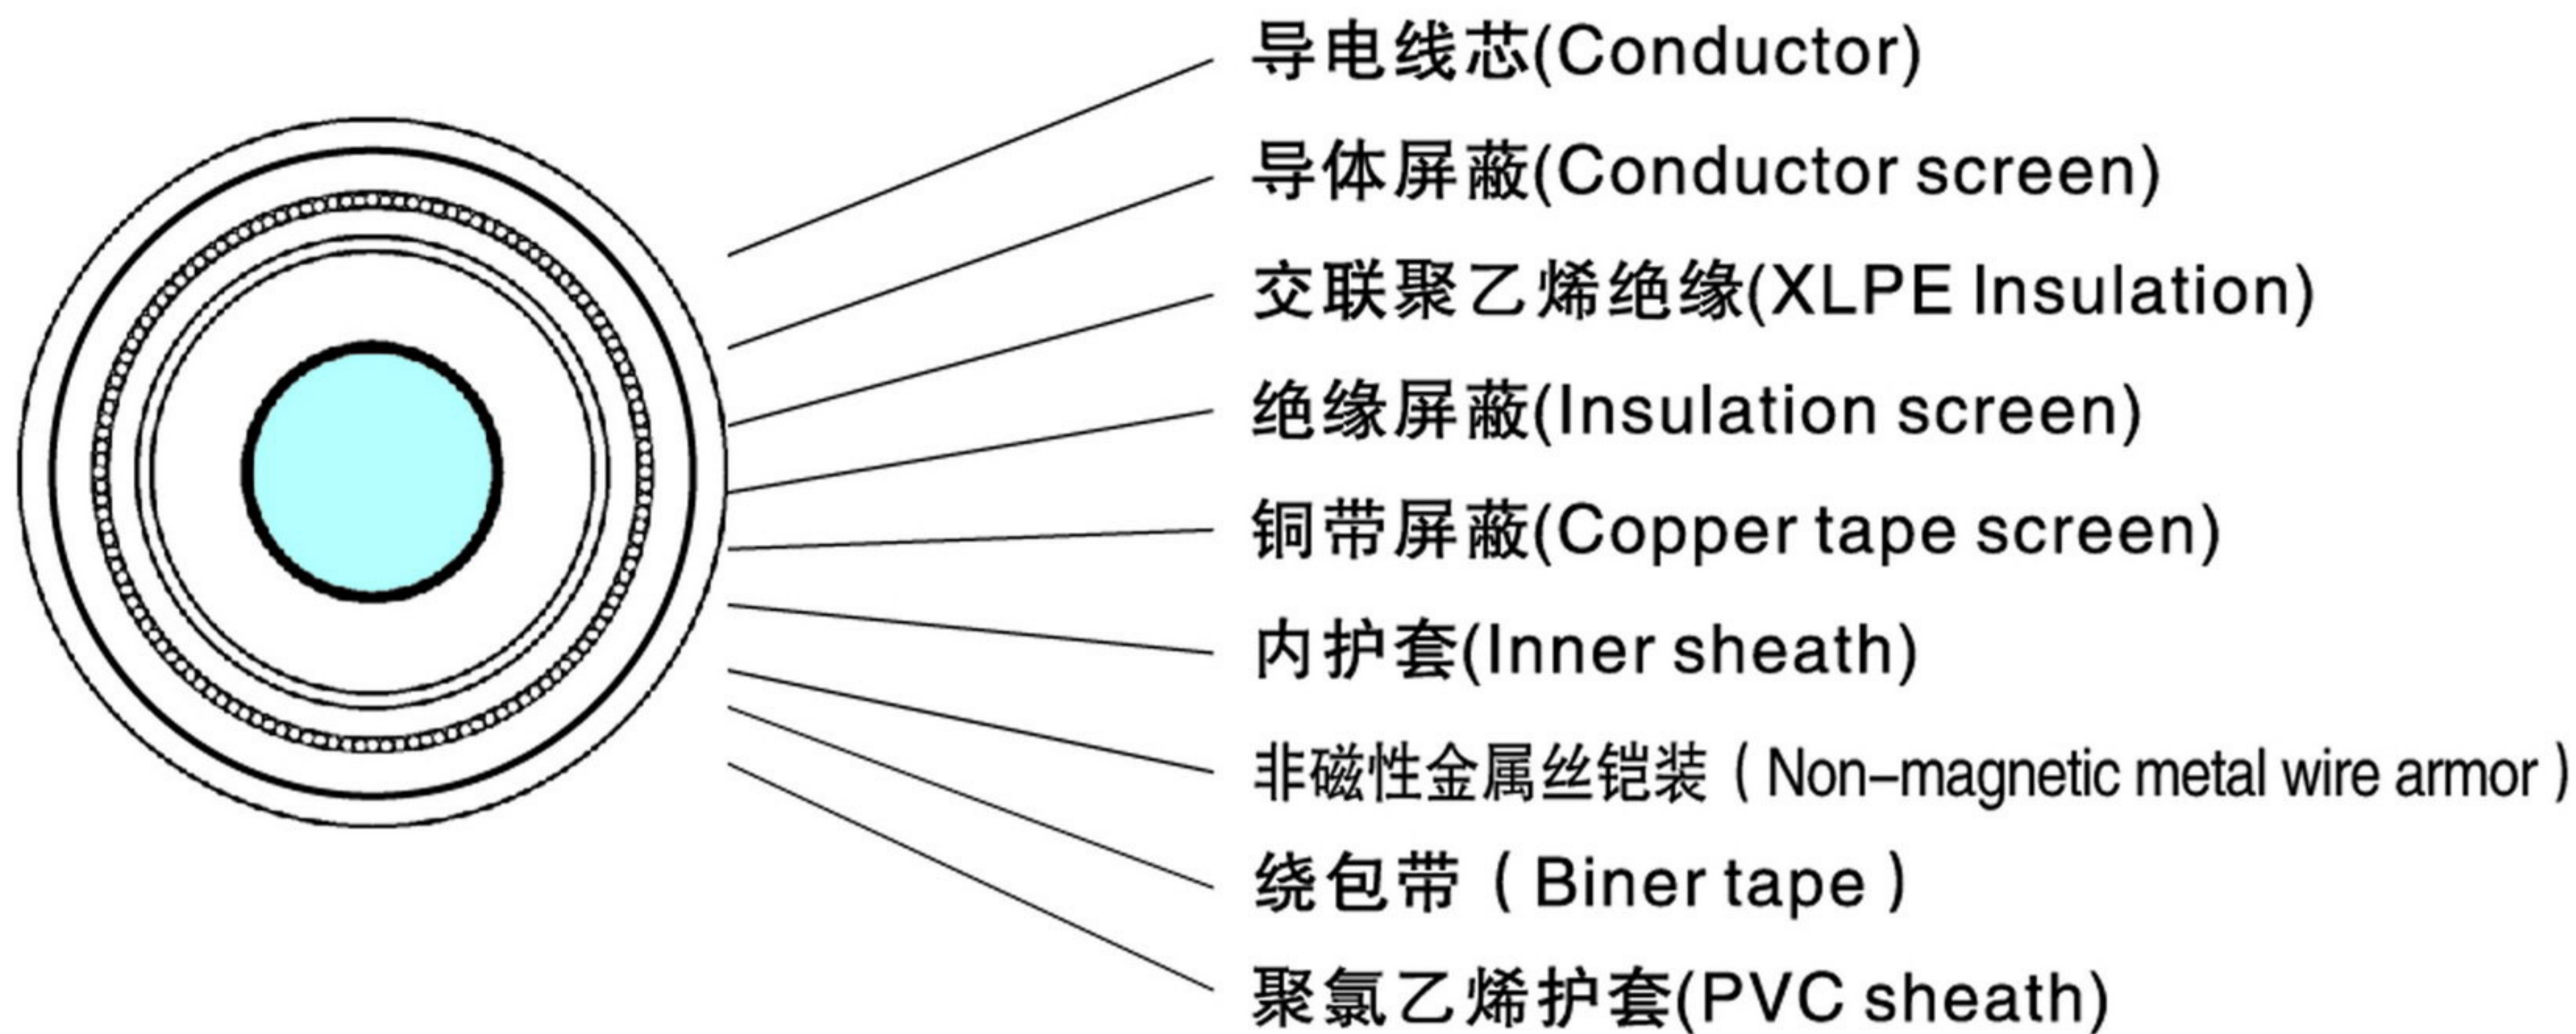 导电线芯(Conductor)
导体屏蔽(Conductor screen)
交联聚乙烯绝缘(XLPE Insulation)
绝缘屏蔽(Insulation screen)
铜带屏蔽(Copper tape screen)
内护套(Inner sheath)
非磁性金属丝铠装（Non-magnetic metal wire armor）
绕包带（Biner tape）
聚氯乙烯护套(PVC sheath)